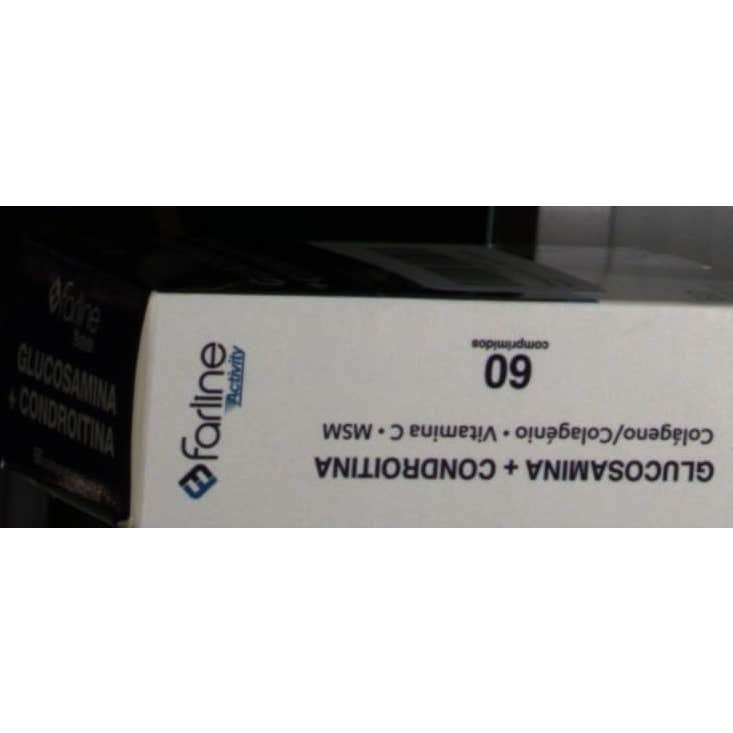 GLUCOSAMINA + CONDROITINA
Colágeno/Colagénio • Vitamina C • MSM
60
comprimidos
farline
Activity
farline
GLUCOSAMINA
+ CONDROITINA